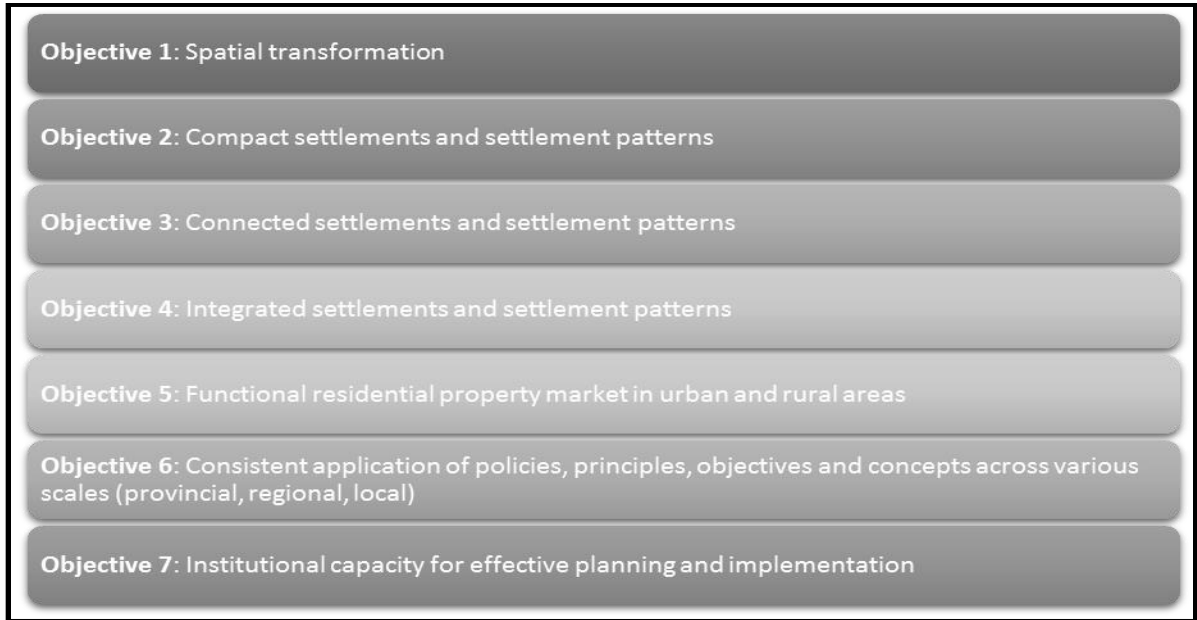 Objective 1: Spatial transformation
Objective 2: Compact settlements and settlement patterns
Objective 3: Connected settlements and settlement patterns
Objective 4: Integrated settlements and settlement patterns
Objective 5: Functional residential property market in urban and rural areas
Objective 6: Consistent application of policies, principles, objectives and concepts across various
scales (provincial, regional, local)
Objective 7: Institutional capacity for effective planning and implementation